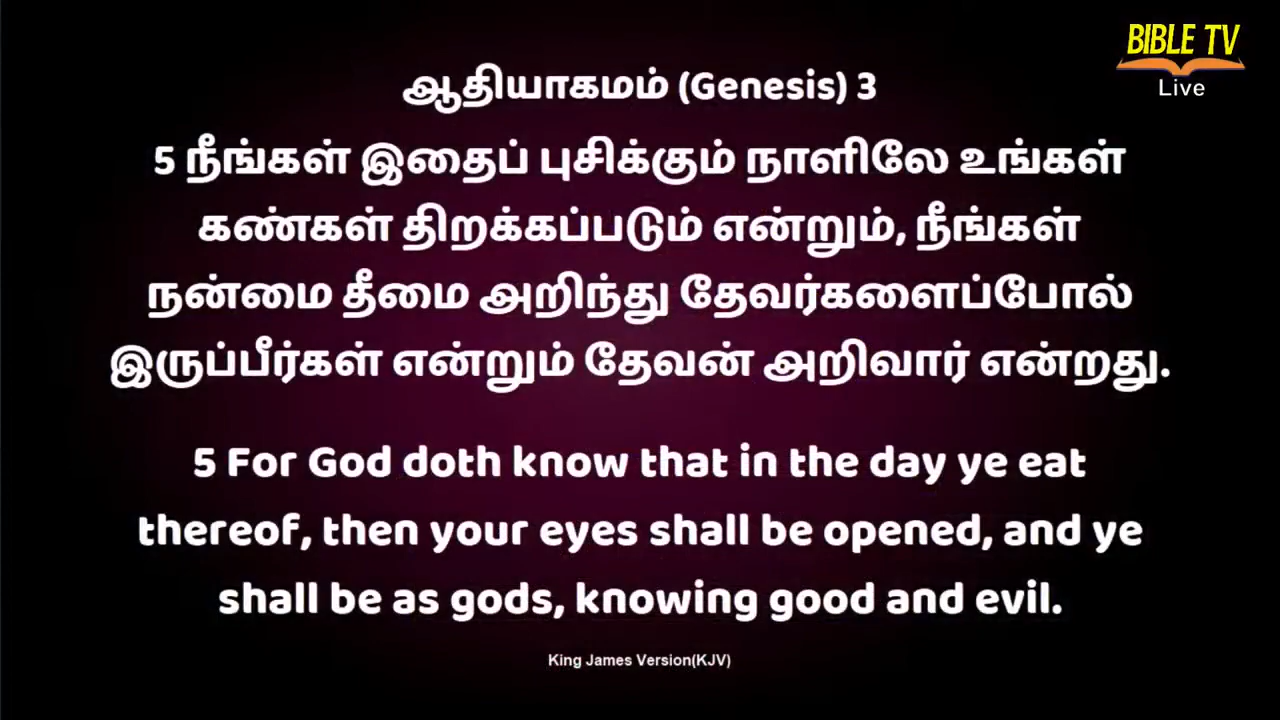 BIBLE TV
Live
ஆதியாகமம் (Genesis) 3
5 நீங்கள் இதைப் புசிக்கும் நாளிலே உங்கள்
கண்கள் திறக்கப்படும் என்றும், நீங்கள்
நன்மை தீமை அறிந்து தேவர்களைப்போல்
இருப்பீர்கள் என்றும் தேவன் அறிவார் என்றது.
5 For God doth know that in the day ye eat
thereof, then your eyes shall be opened, and ye
shall be as gods, knowing good and evil.
King James Version(KJV)